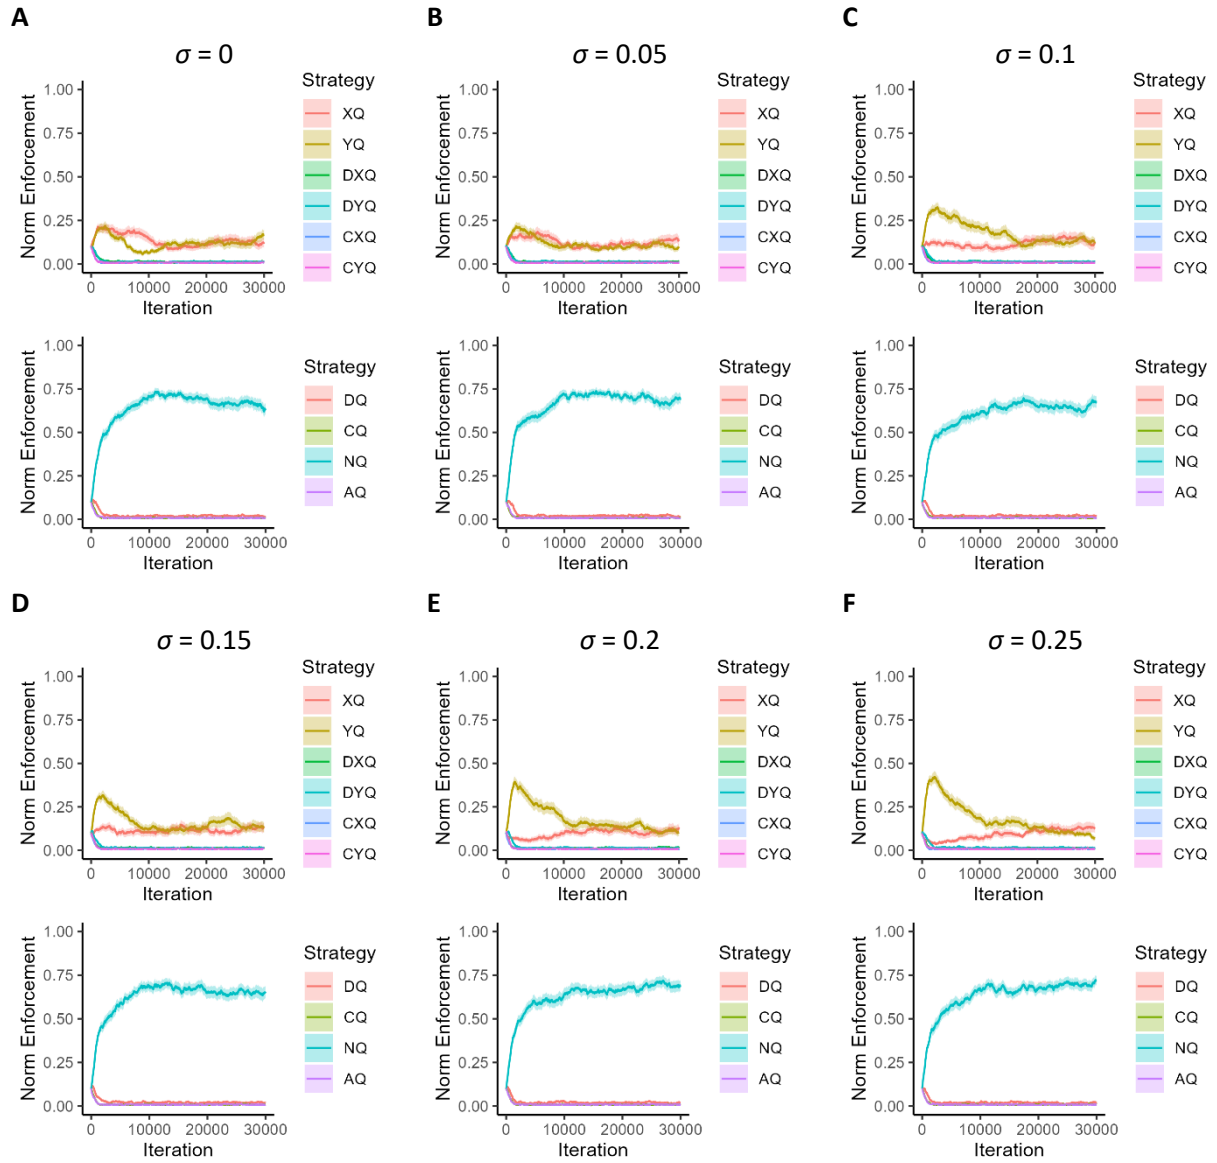 A
σ = 0
Norm Enforcement
1.00
0.75
0.50
0.25
0.00
0
10000
20000
30000
Iteration
Strategy
XQ
YQ
DXQ
DYQ
CXQ
CYQ
Norm Enforcement
1.00
0.75
0.50
0.25
0.00
0
10000
20000
30000
Iteration
Strategy
DQ
CQ
NQ
AQ
B
σ = 0.05
Norm Enforcement
1.00
0.75
0.50
0.25
0.00
0
10000
20000
30000
Iteration
Strategy
XQ
YQ
DXQ
DYQ
CXQ
CYQ
Norm Enforcement
1.00
0.75
0.50
0.25
0.00
0
10000
20000
30000
Iteration
Strategy
DQ
CQ
NQ
AQ
C
σ = 0.1
Norm Enforcement
1.00
0.75
0.50
0.25
0.00
0
10000
20000
30000
Iteration
Strategy
XQ
YQ
DXQ
DYQ
CXQ
CYQ
Norm Enforcement
1.00
0.75
0.50
0.25
0.00
0
10000
20000
30000
Iteration
Strategy
DQ
CQ
NQ
AQ
D
σ = 0.15
Norm Enforcement
1.00
0.75
0.50
0.25
0.00
0
10000
20000
30000
Iteration
Strategy
XQ
YQ
DXQ
DYQ
CXQ
CYQ
Norm Enforcement
1.00
0.75
0.50
0.25
0.00
0
10000
20000
30000
Iteration
Strategy
DQ
CQ
NQ
AQ
E
σ = 0.2
Norm Enforcement
1.00
0.75
0.50
0.25
0.00
0
10000
20000
30000
Iteration
Strategy
XQ
YQ
DXQ
DYQ
CXQ
CYQ
Norm Enforcement
1.00
0.75
0.50
0.25
0.00
0
10000
20000
30000
Iteration
Strategy
DQ
CQ
NQ
AQ
F
σ = 0.25
Norm Enforcement
1.00
0.75
0.50
0.25
0.00
0
10000
20000
30000
Iteration
Strategy
XQ
YQ
DXQ
DYQ
CXQ
CYQ
Norm Enforcement
1.00
0.75
0.50
0.25
0.00
0
10000
20000
30000
Iteration
Strategy
DQ
CQ
NQ
AQ